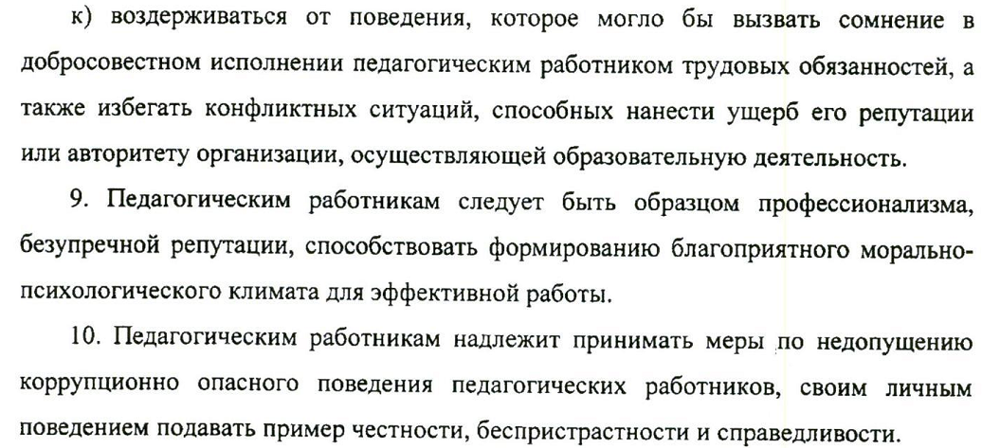 к) воздерживаться от поведения, которое могло бы вызвать сомнение в
добросовестном исполнении педагогическим работником трудовых обязанностей, а
также избегать конфликтных ситуаций, способных нанести ущерб его репутации
или авторитету организации, осуществляющей образовательную деятельность.
9. Педагогическим работникам следует быть образцом профессионализма,
безупречной репутации, способствовать формированию благоприятного морально-
психологического климата для эффективной работы.
10. Педагогическим работникам надлежит принимать меры по недопущению
коррупционно опасного поведения педагогических работников, своим личным
поведением подавать пример честности, беспристрастности и справедливости.